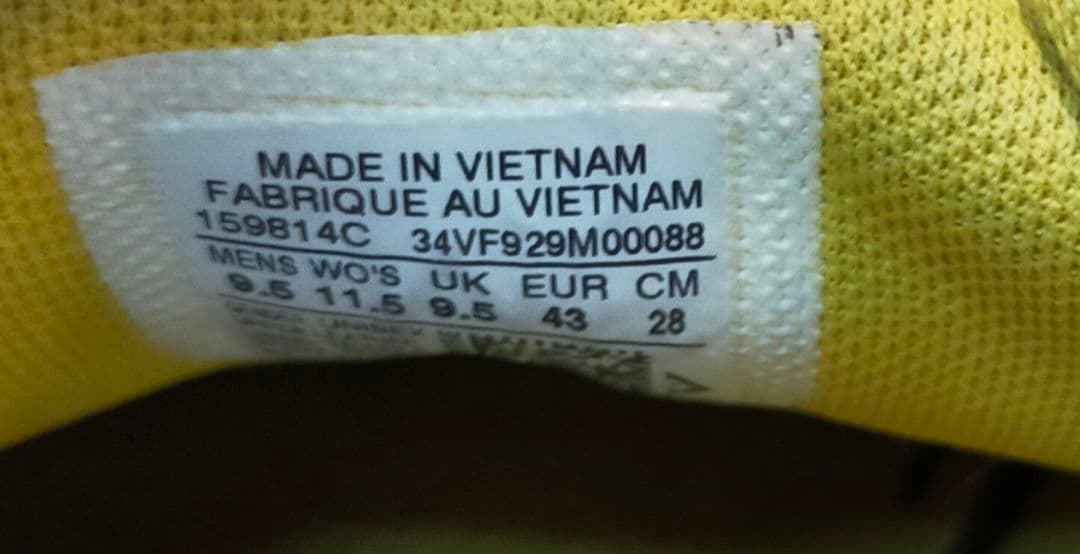 MADE IN VIETNAM
FABRIQUE AU VIETNAM
159814C 34VF929M00088
MENS WO'S UK EUR CM
9.5 11.5 9.5 43 28